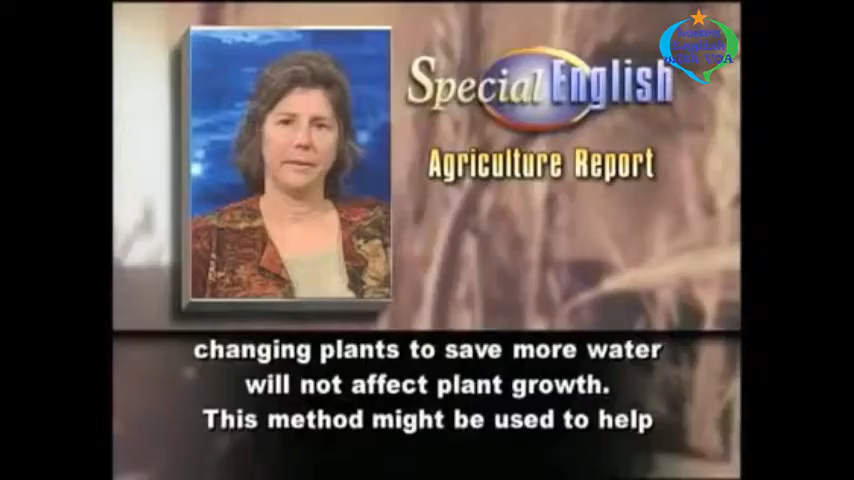 Special English
Agriculture Report
changing plants to save more water
will not affect plant growth.
This method might be used to help